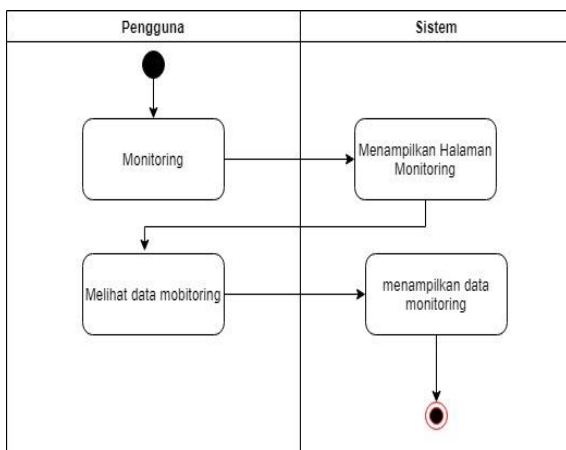 Pengguna
Sistem
Monitoring
Menampilkan Halaman
Monitoring
Melihat data mobitoring
menampilkan data
monitoring